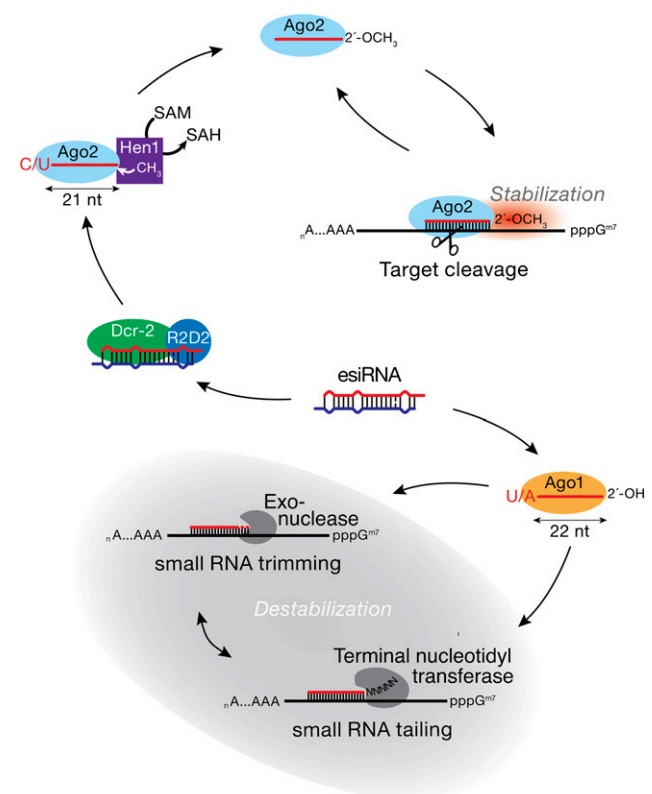 Ago2
2´-OCH3
SAM
Hen1
SAH
Ago2
C/U
CH3
21 nt
Stabilization
Ago2
2´-OCH3
nA...AAA
pppGm7
Target cleavage
Dcr-2
R2D2
esiRNA
Ago1
U/A
2´-OH
22 nt
Exo-
nuclease
nA...AAA
pppGm7
small RNA trimming
Destabilization
Terminal nucleotidyl
transferase
NNNNN
nA...AAA
pppGm7
small RNA tailing